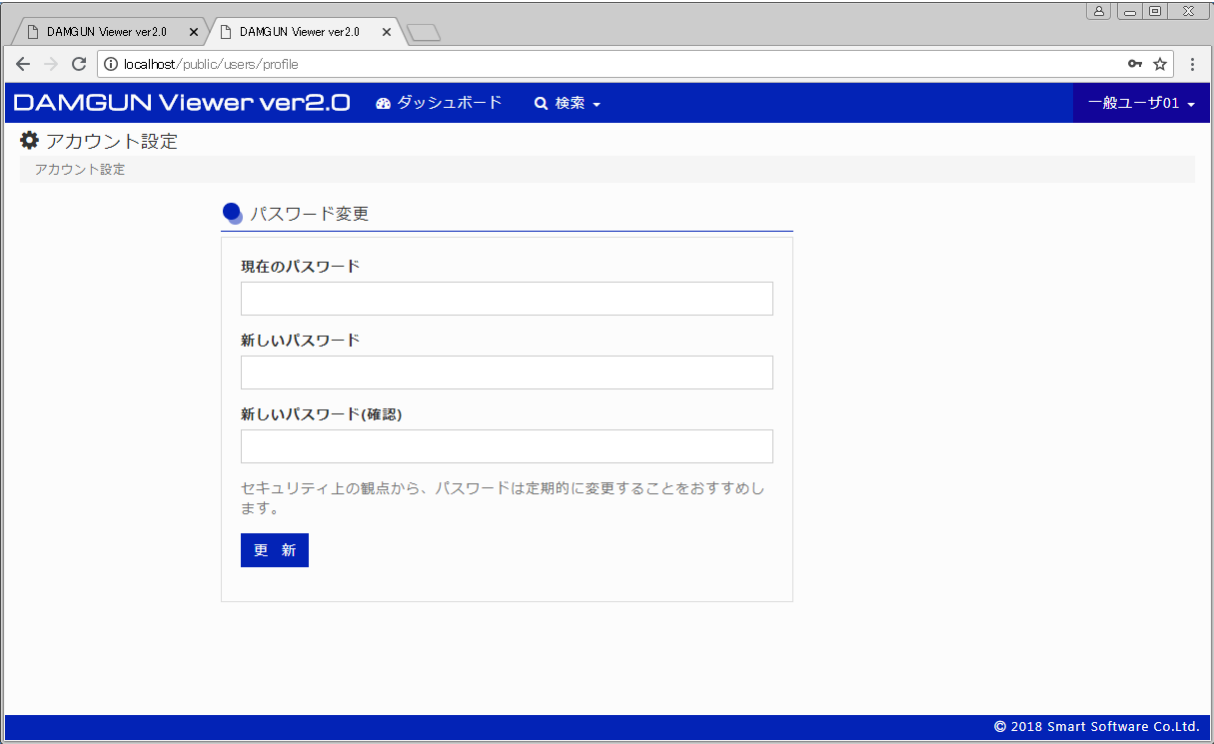 DAMGUN Viewer ver2.0
DAMGUN Viewer ver2.0
localhost/public/users/profile
DAMGUN Viewer ver2.0 ダッシュボード 検索 一般ユーザ01
アカウント設定
アカウント設定
パスワード変更
現在のパスワード
新しいパスワード
新しいパスワード(確認)
セキュリティ上の観点から、パスワードは定期的に変更することをおすすめし
ます。
更 新
© 2018 Smart Software Co.Ltd.